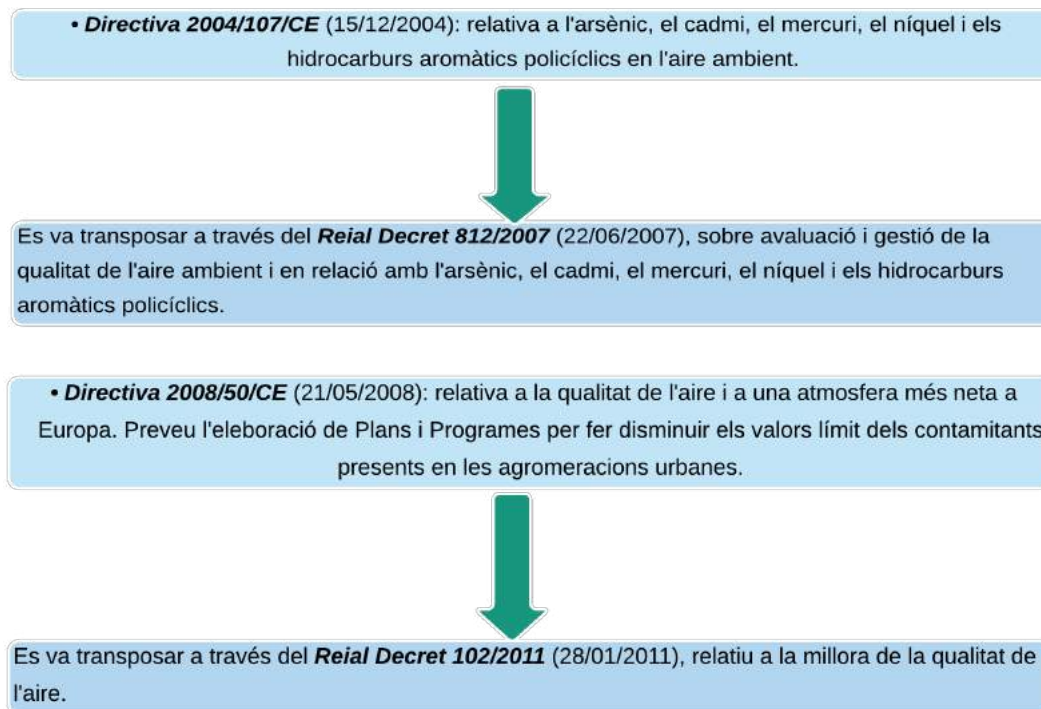 • Directiva 2004/107/CE (15/12/2004): relativa a l'arsènic, el cadmi, el mercuri, el níquel i els
hidrocarburs aromàtics policíclics en l'aire ambient.
Es va transposar a través del Reial Decret 812/2007 (22/06/2007), sobre avaluació i gestió de la
qualitat de l'aire ambient i en relació amb l'arsènic, el cadmi, el mercuri, el níquel i els hidrocarburs
aromàtics policíclics.
• Directiva 2008/50/CE (21/05/2008): relativa a la qualitat de l'aire i a una atmosfera més neta a
Europa. Preveu l'eleboració de Plans i Programes per fer disminuir els valors límit dels contamitants
presents en les agromeracions urbanes.
Es va transposar a través del Reial Decret 102/2011 (28/01/2011), relatiu a la millora de la qualitat de
l'aire.